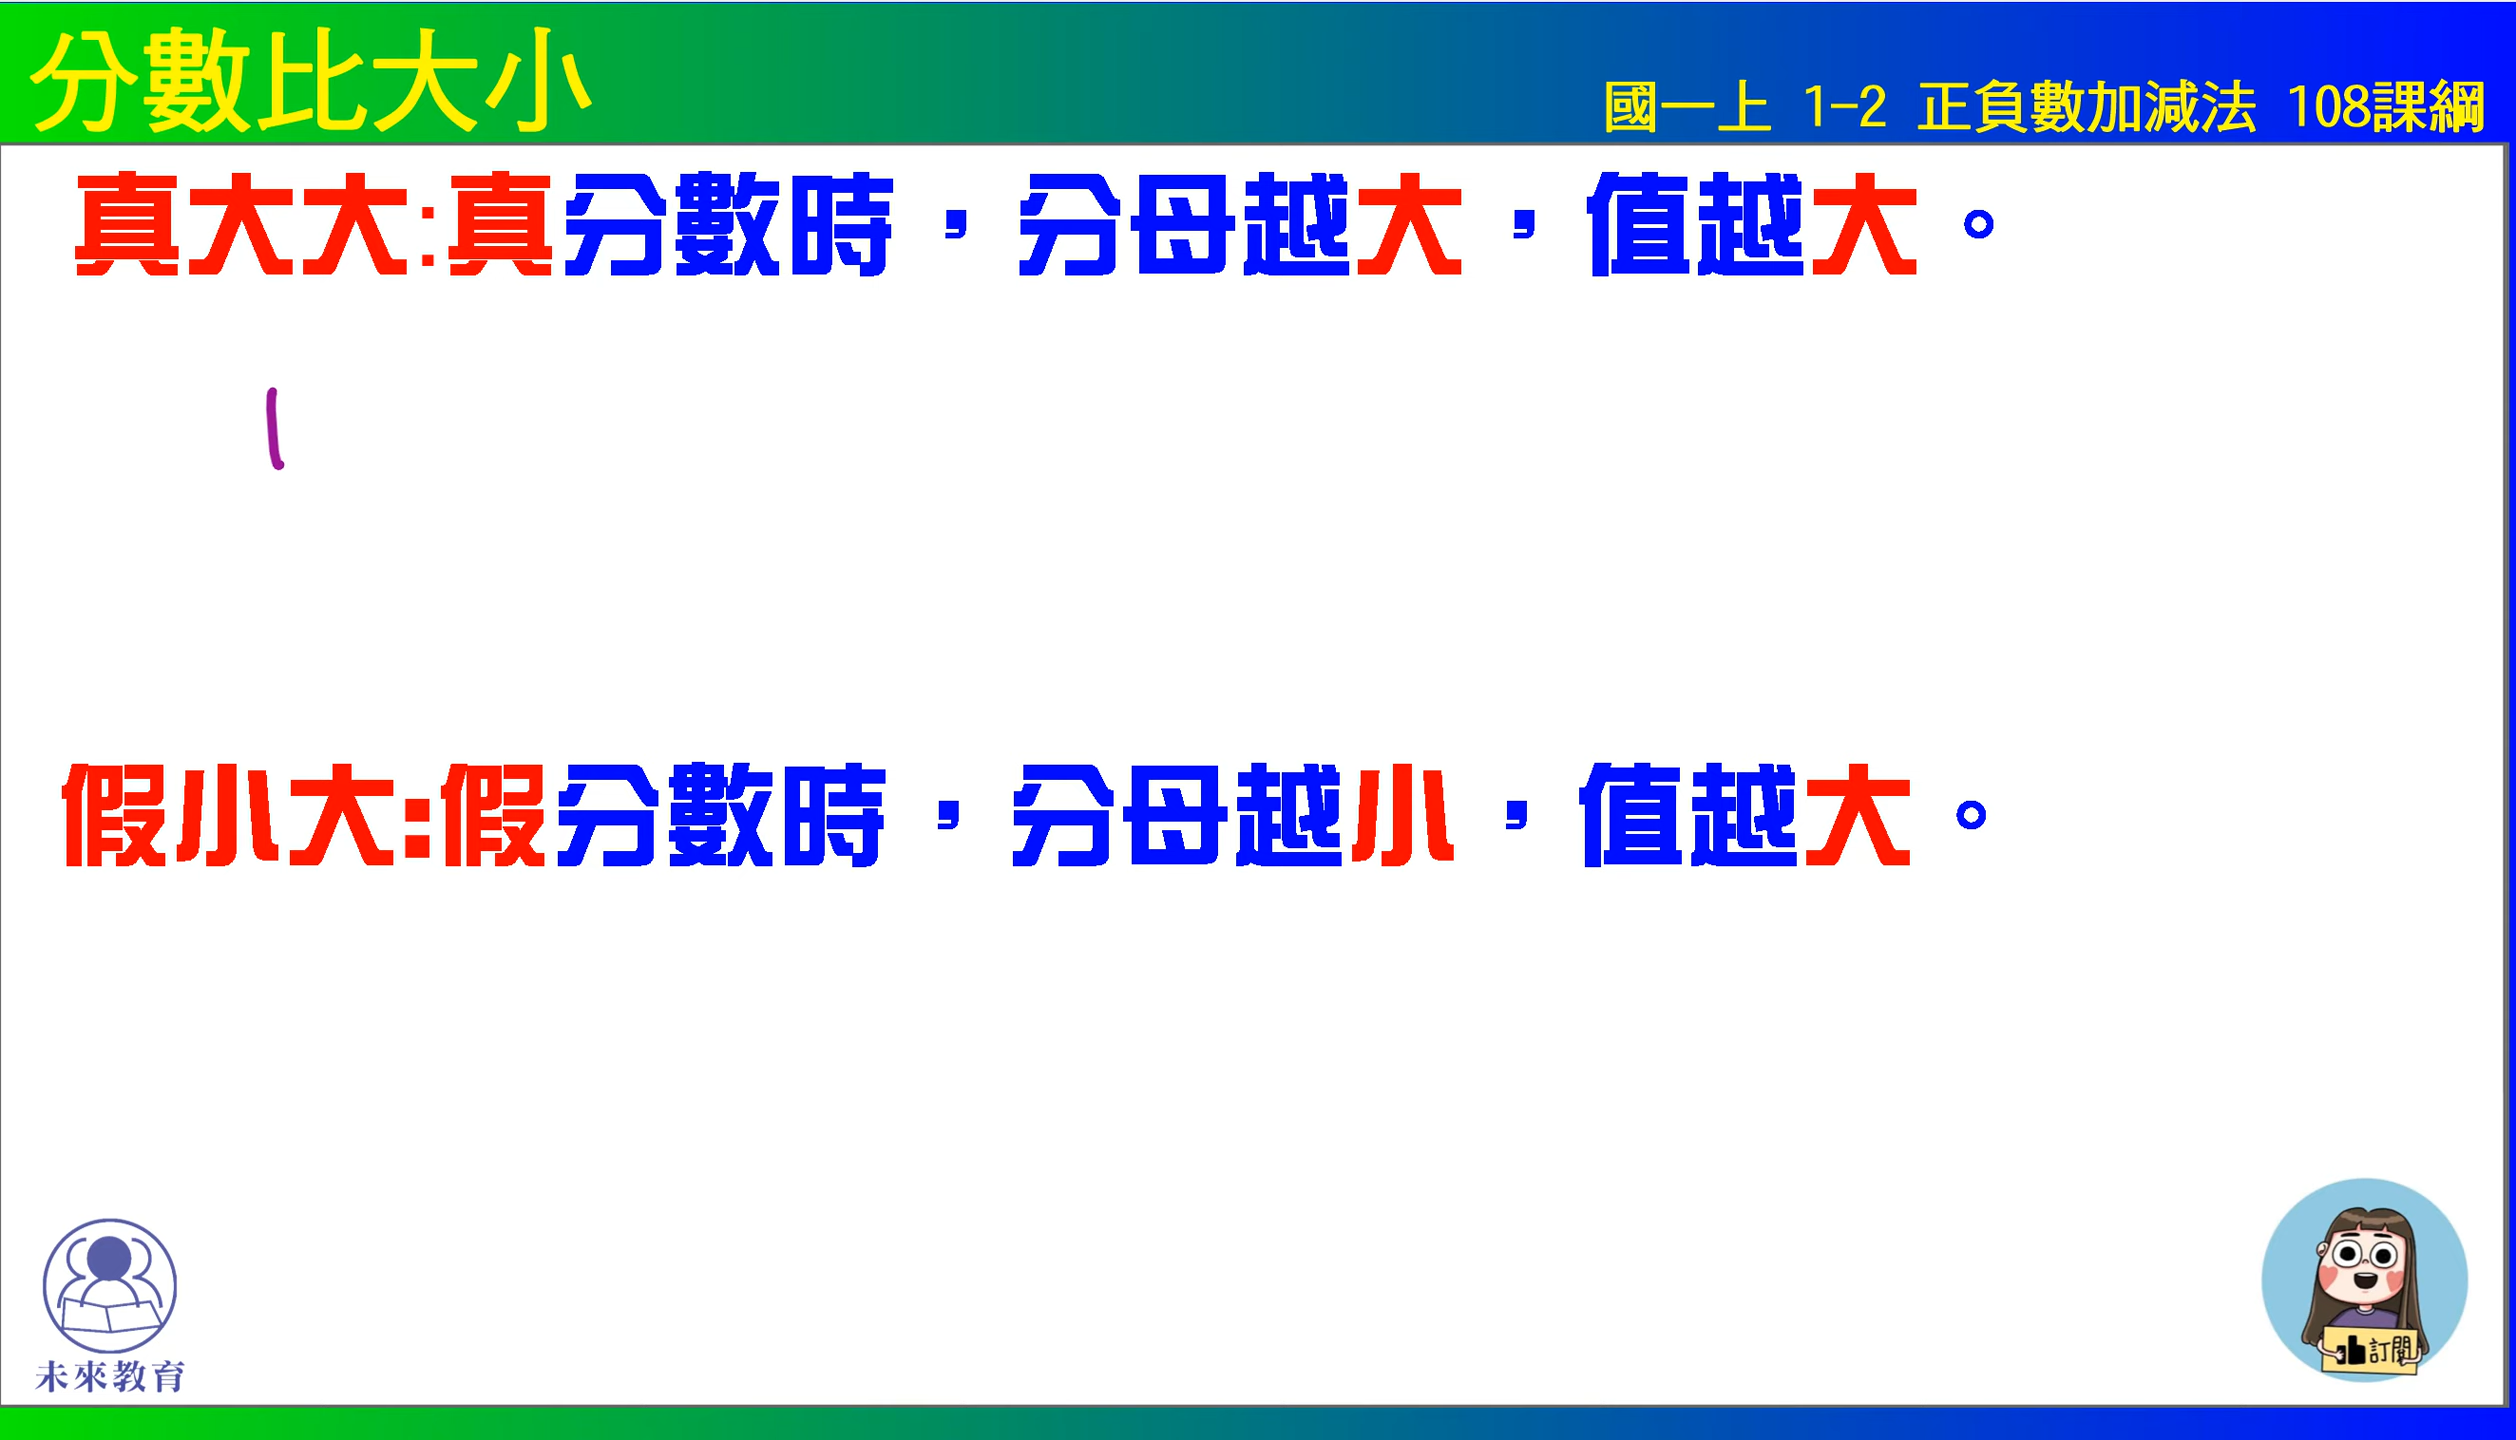 分數比大小
國一上 1-2 正負數加減法 108課綱
真大大:真分數時，分母越大，值越大。
1
假小大:假分數時，分母越小，值越大。
未來教育
訂閱